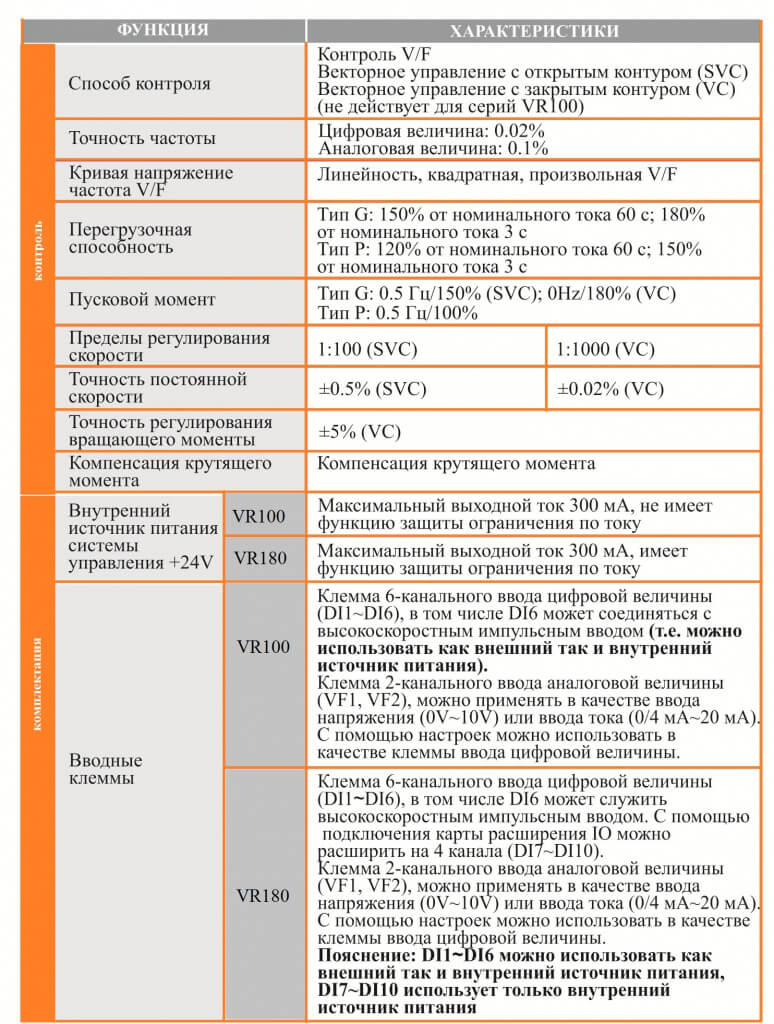 ФУНКЦИЯ
ХАРАКТЕРИСТИКИ
контроль
Способ контроля
Контроль V/F
Векторное управление с открытым контуром (SVC)
Векторное управление с закрытым контуром (VC)
(не действует для серий VR100)
Точность частоты
Цифровая величина: 0.02%
Аналоговая величина: 0.1%
Кривая напряжение
частота V/F
Линейность, квадратная, произвольная V/F
Перегрузочная
способность
Тип G: 150% от номинального тока 60 с; 180%
от номинального тока 3 с
Тип P: 120% от номинального тока 60 с; 150%
от номинального тока 3 с
Пусковой момент
Тип G: 0.5 Гц/150% (SVC); 0Hz/180% (VC)
Тип P: 0.5 Гц/100%
Пределы регулирования
скорости
1:100 (SVC)
1:1000 (VC)
Точность постоянной
скорости
±0.5% (SVC)
±0.02% (VC)
Точность регулирования
вращающего моменты
±5% (VC)
Компенсация крутящего
момента
Компенсация крутящего момента
комплектация
Внутренний
источник питания
системы
управления +24V
VR100
Максимальный выходной ток 300 мА, не имеет
функцию защиты ограничения по току
VR180
Максимальный выходной ток 300 мА, имеет
функцию защиты ограничения по току
Вводные
клеммы
VR100
Клемма 6-канального ввода цифровой величины
(DI1~DI6), в том числе DI6 может соединяться с
высокоскоростным импульсным вводом (т.е. можно
использовать как внешний так и внутренний
источник питания).
Клемма 2-канального ввода аналоговой величины
(VF1, VF2), можно применять в качестве ввода
напряжения (0V~10V) или ввода тока (0/4 мА~20 мА).
С помощью настроек можно использовать в
качестве клеммы ввода цифровой величины.
VR180
Клемма 6-канального ввода цифровой величины
(DI1~DI6), в том числе DI6 может служить
высокоскоростным импульсным вводом. С помощью
подключения карты расширения IO можно
расширить на 4 канала (DI7~DI10).
Клемма 2-канального ввода аналоговой величины
(VF1, VF2), можно применять в качестве ввода
напряжения (0V~10V) или ввода тока (0/4 мА~20 мА).
С помощью настроек можно использовать в качестве
клеммы ввода цифровой величины.
Пояснение: DI1~DI6 можно использовать как
внешний так и внутренний источник питания,
DI7~DI10 использует только внутренний
источник питания